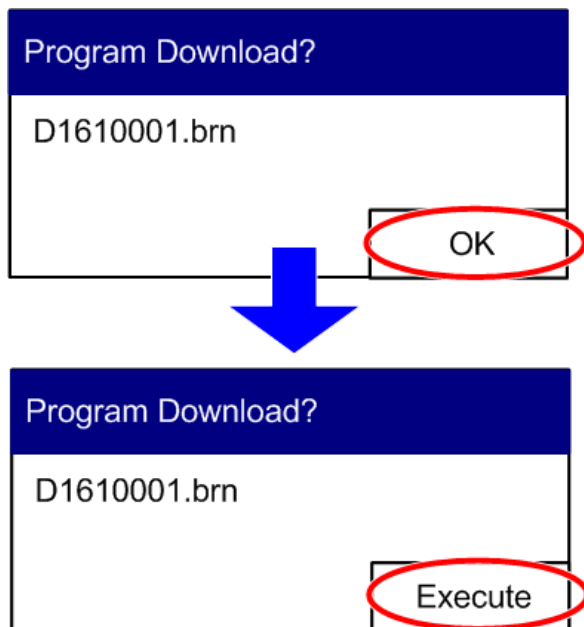 Program Download?
D1610001.brn
OK
Program Download?
D1610001.brn
Execute